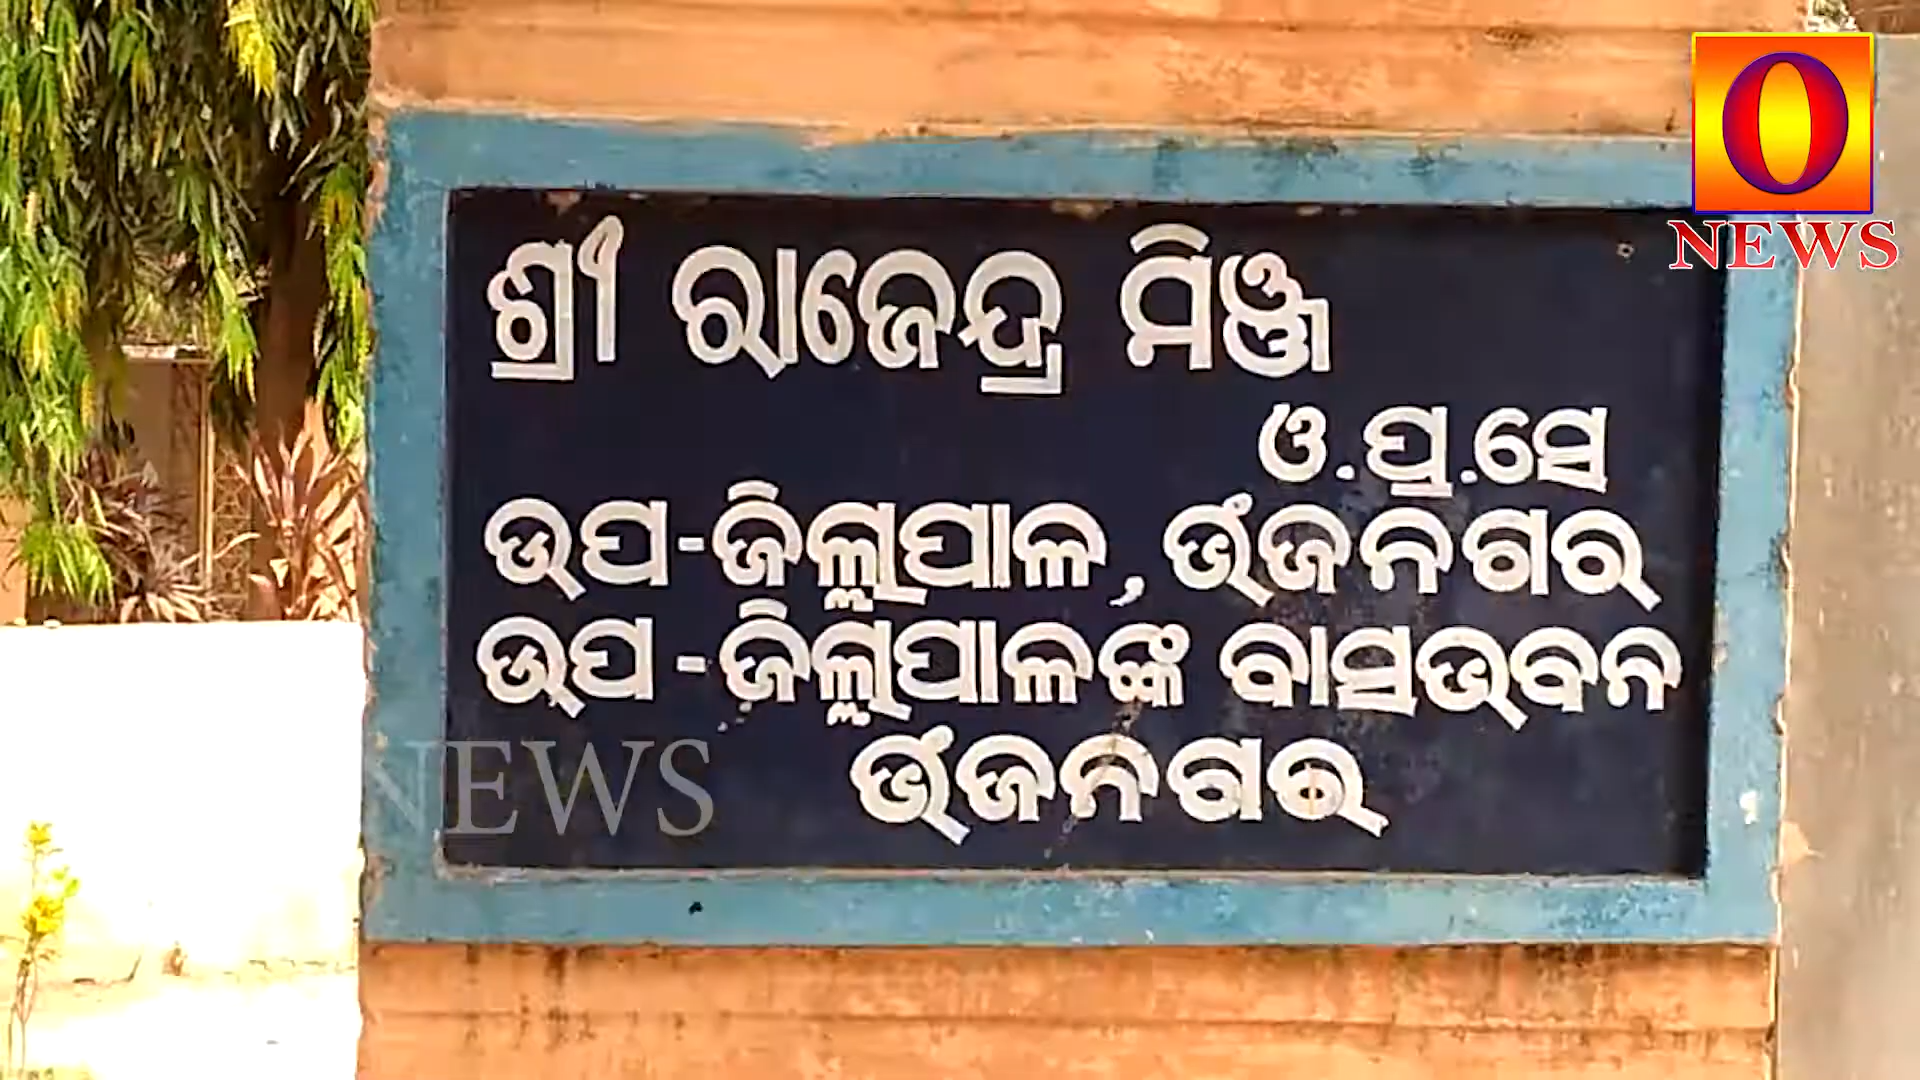 O
NEWS
ଶ୍ରୀ ରାଜେନ୍ଦ୍ର ମିଞ୍ଜ
ଓ.ପ୍ର.ସେ
ଉପ-ଜିଲ୍ଲାପାଳ, ଭଂଜନଗର
ଉପ-ଜିଲ୍ଲାପାଳଙ୍କ ବାସଭବନ
ଭଂଜନଗର
NEWS